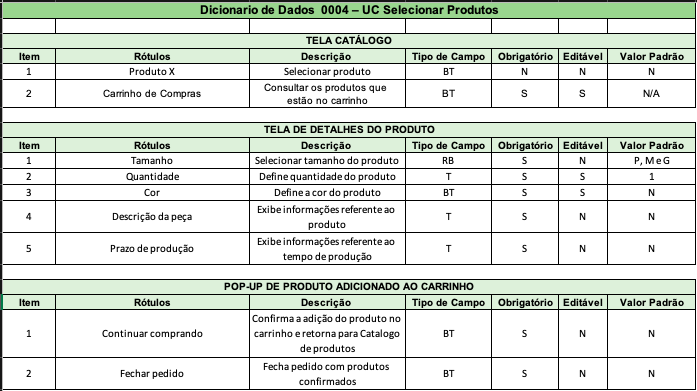 Dicionario de Dados 0004 – UC Selecionar Produtos
TELA CATÁLOGO
Item Rótulos Descrição Tipo de Campo Obrigatório Editável Valor Padrão
1 Produto X Selecionar produto BT N N N
2 Carrinho de Compras Consultar os produtos que BT S S N/A
estão no carrinho
TELA DE DETALHES DO PRODUTO
Item Rótulos Descrição Tipo de Campo Obrigatório Editável Valor Padrão
1 Tamanho Selecionar tamanho do produto RB S N P, M e G
2 Quantidade Define quantidade do produto T S S 1
3 Cor Define a cor do produto BT S S N
4 Descrição da peça Exibe informações referente ao T S N N
produto
5 Prazo de produção Exibe informações referente ao T S N N
tempo de produção
POP-UP DE PRODUTO ADICIONADO AO CARRINHO
Item Rótulos Descrição Tipo de Campo Obrigatório Editável Valor Padrão
Confirma a adição do produto no
1 Continuar comprando carrinho e retorna para Catalogo BT S N N
de produtos
2 Fechar pedido Fecha pedido com produtos BT S N N
confirmados